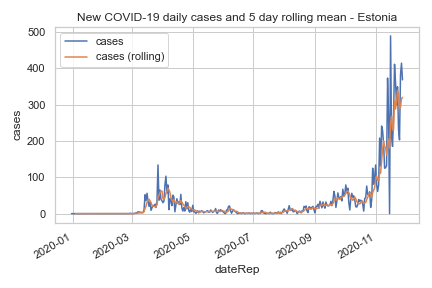 New COVID-19 daily cases and 5 day rolling mean - Estonia
cases
cases (rolling)
500
400
300
200
100
0
cases
2020-01
2020-03
2020-05
2020-07
2020-09
2020-11
dateRep